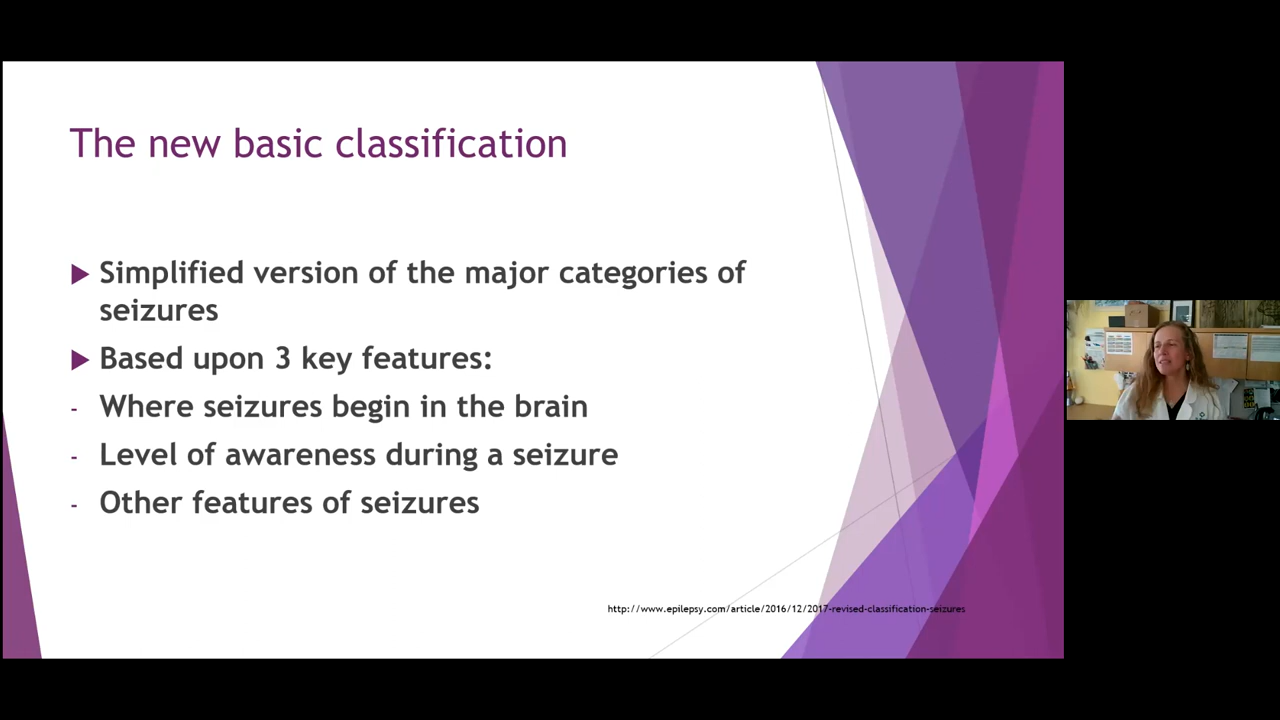 The new basic classification
Simplified version of the major categories of
seizures
Based upon 3 key features:
- Where seizures begin in the brain
- Level of awareness during a seizure
- Other features of seizures
http://www.epilepsy.com/article/2016/12/2017-revised-classification-seizures